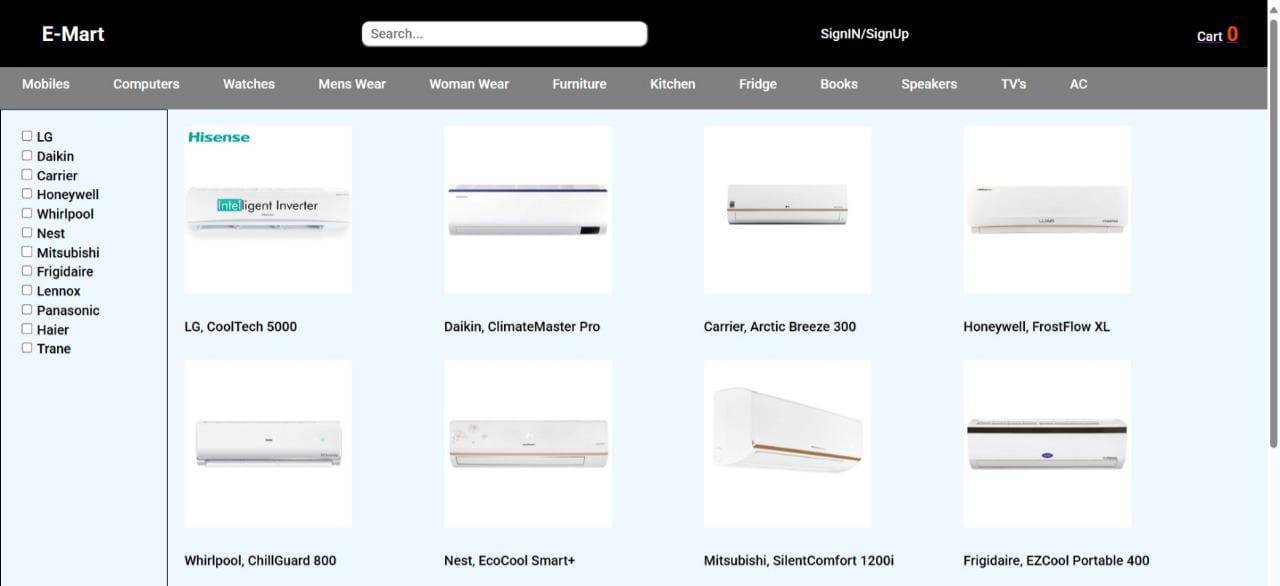 E-Mart
Search...
SignIN/SignUp
Cart 0
Mobiles Computers Watches Mens Wear Woman Wear Furniture Kitchen Fridge Books Speakers TV's AC
LG
Daikin
Carrier
Honeywell
Whirlpool
Nest
Mitsubishi
Frigidaire
Lennox
Panasonic
Haier
Trane
Hisense
Intelligent Inverter
LG, CoolTech 5000
Daikin, ClimateMaster Pro
Carrier, Arctic Breeze 300
LLOYD
Honeywell, FrostFlow XL
Whirlpool, ChillGuard 800
Nest, EcoCool Smart+
Mitsubishi, SilentComfort 1200i
Frigidaire, EZCool Portable 400